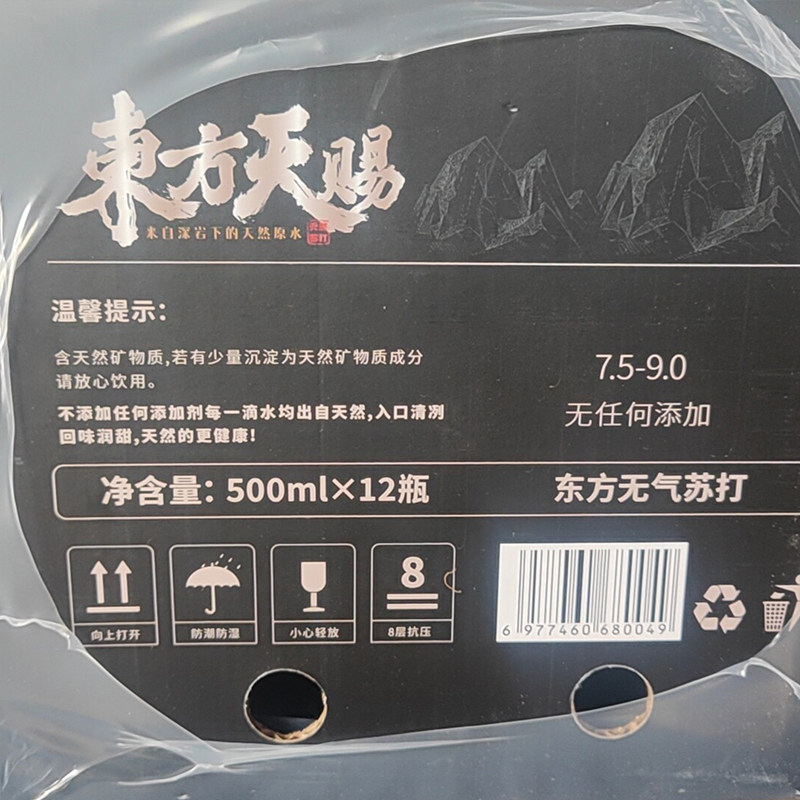 東方天赐
来自深岩下的天然原水
温馨提示：
含天然矿物质,若有少量沉淀为天然矿物质成分
请放心饮用。
不添加任何添加剂每一滴水均出自天然,入口清冽
回味润甜,天然的更健康!
7.5-9.0
无任何添加
净含量：500ml×12瓶
东方无气苏打
8
向上打开
防潮防湿
小心轻放
8层抗压
6 977460 680049